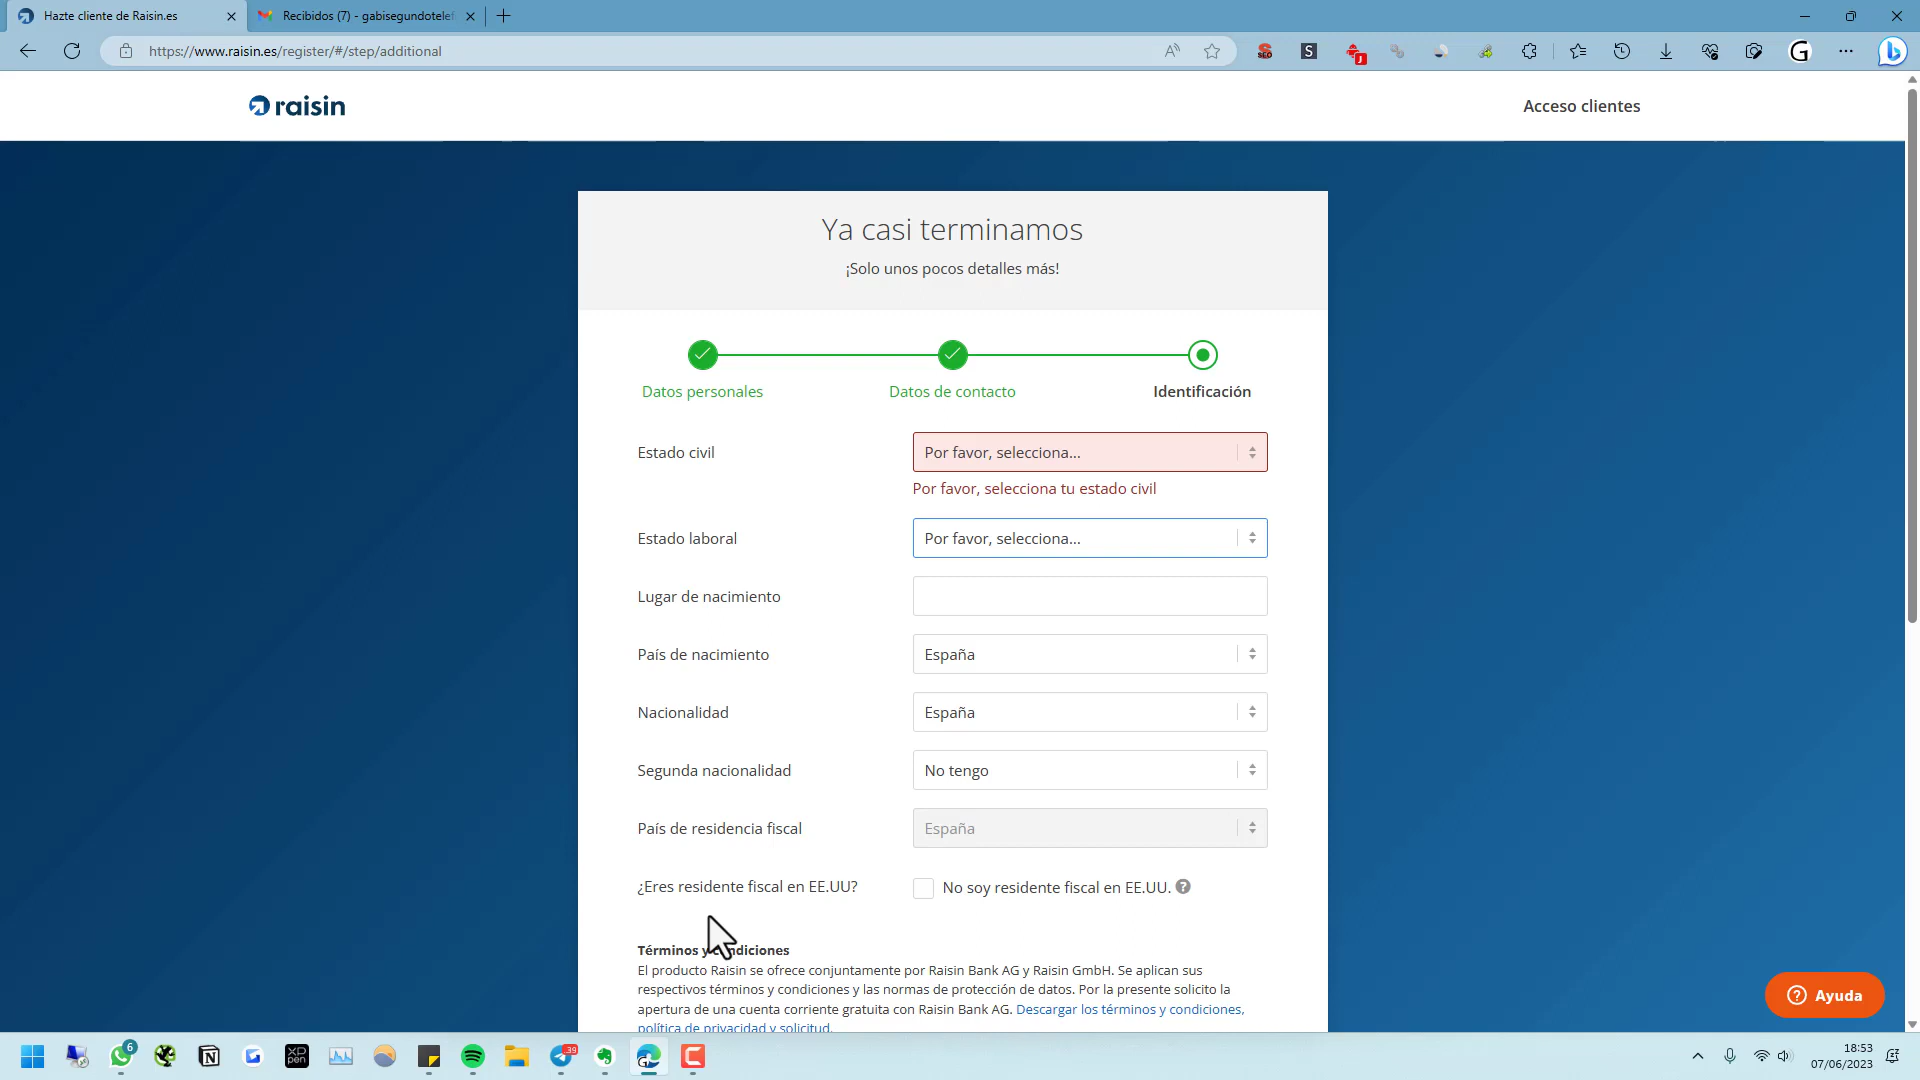 Hazte cliente de Raisin.es
Recibidos (7) - gabisegundotelef
https://www.raisin.es/register/#/step/additional
raisin
Acceso clientes
Ya casi terminamos
¡Solo unos pocos detalles más!
Datos personales
Datos de contacto
Identificación
Estado civil
Por favor, selecciona...
Por favor, selecciona tu estado civil
Estado laboral
Por favor, selecciona...
Lugar de nacimiento
País de nacimiento
España
Nacionalidad
España
Segunda nacionalidad
No tengo
País de residencia fiscal
España
¿Eres residente fiscal en EE.UU?
No soy residente fiscal en EE.UU.
Términos y condiciones
El producto Raisin se ofrece conjuntamente por Raisin Bank AG y Raisin GmbH. Se aplican sus
respectivos términos y condiciones y las normas de protección de datos. Por la presente solicito la
apertura de una cuenta corriente gratuita con Raisin Bank AG. Descargar los términos y condiciones,
política de privacidad y solicitud.
Ayuda
6
XP
pen
39
18:53
07/06/2023